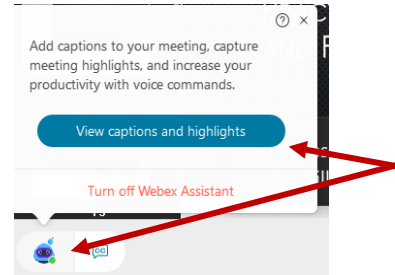 Add captions to your meeting, capture
meeting highlights, and increase your
productivity with voice commands.
View captions and highlights
Turn off Webex Assistant
CC